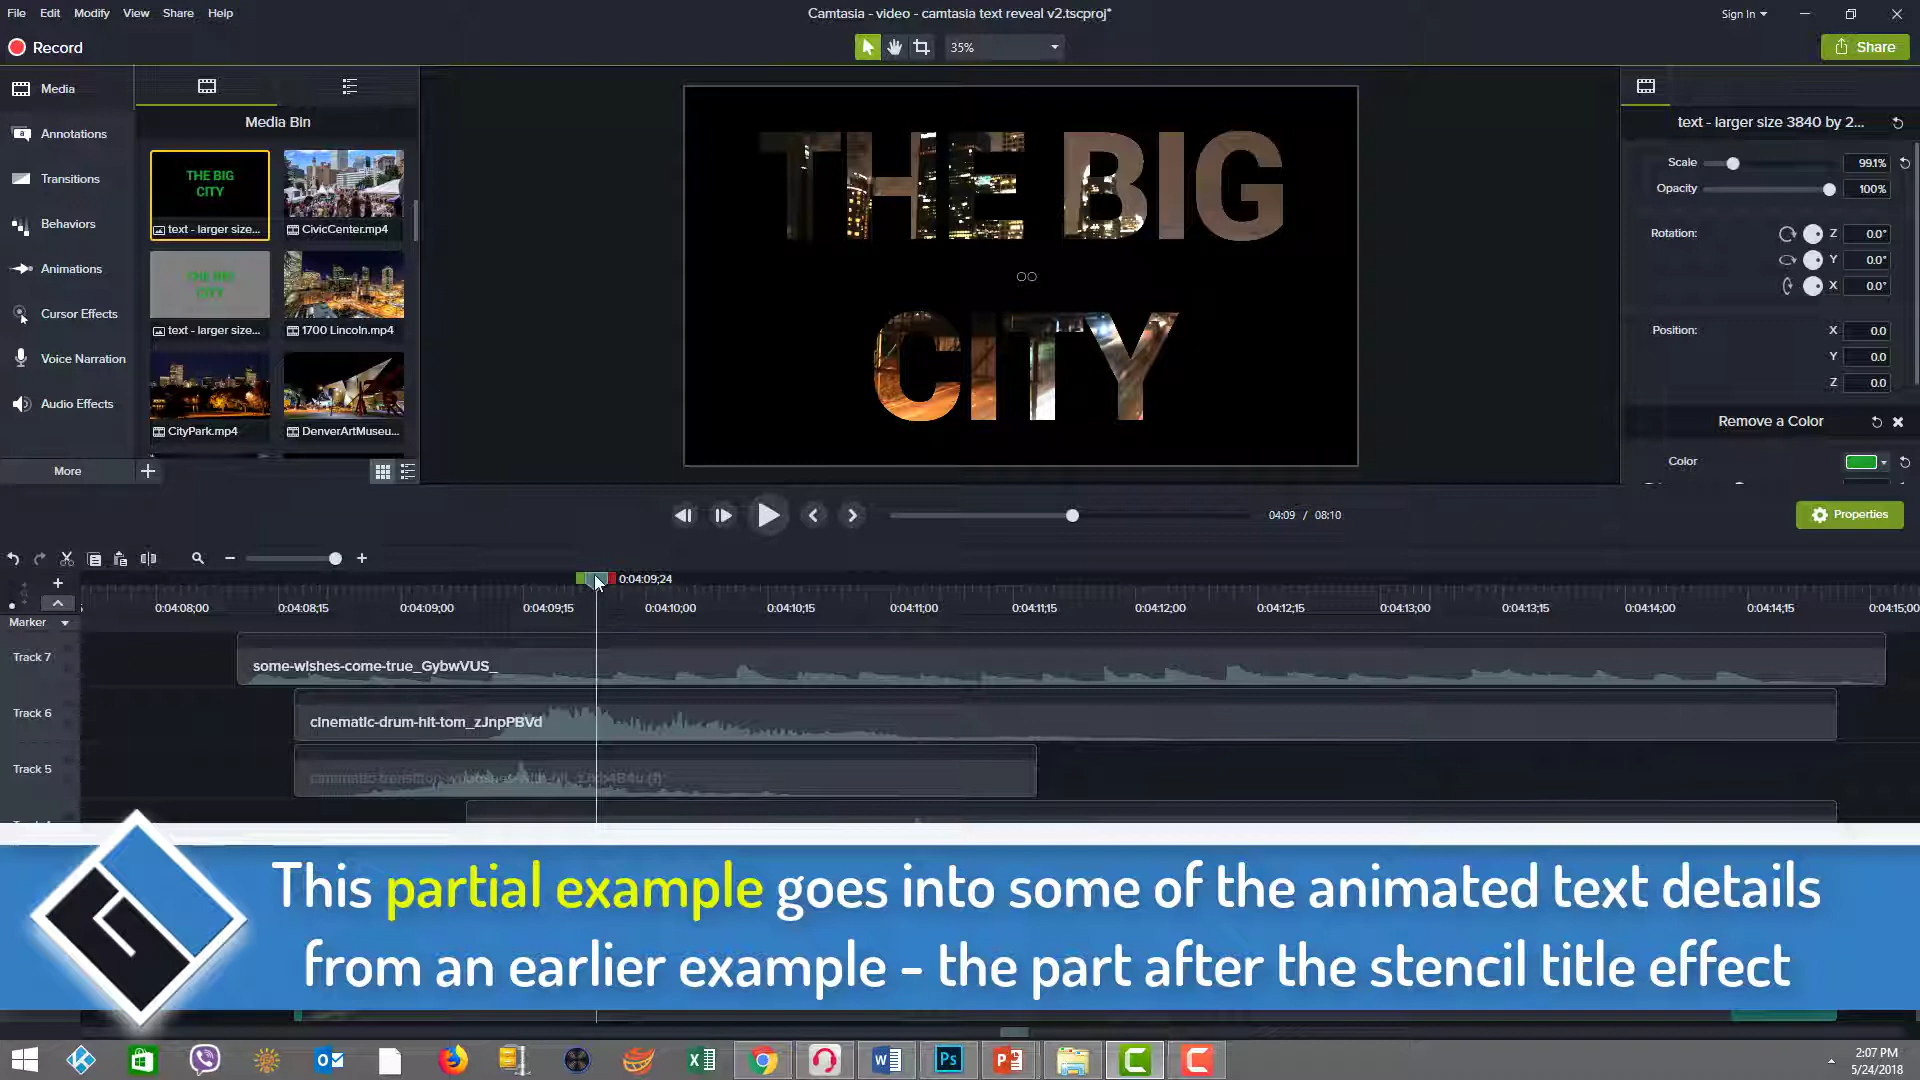 File Edit Modify View Share Help
Camtasia - video - camtasia text reveal v2.tscproj*
Sign In
Record
35%
Share
Media
Annotations
Transitions
Behaviors
Animations
Cursor Effects
Voice Narration
Audio Effects
More
Media Bin
THE BIG
CITY
text - larger size...
CivicCenter.mp4
THE BIG
CITY
text - larger size...
1700 Lincoln.mp4
CityPark.mp4
DenverArtMuseu...
THE BIG
CITY
text - larger size 3840 by 2...
Scale 99.1%
Opacity 100%
Rotation: Z 0.0°
Y 0.0°
X 0.0°
Position: X 0.0
Y 0.0
Z 0.0
Remove a Color
Color
04:09 / 08:10
Properties
0:04:09;24
0:04:08;00 0:04:08;15 0:04:09;00 0:04:09;15 0:04:10;00 0:04:10;15 0:04:11;00 0:04:11;15 0:04:12;00 0:04:12;15 0:04:13;00 0:04:13;15 0:04:14;00 0:04:14;15 0:04:15;00
Marker
Track 7
some-wishes-come-true_GybwVUS_
Track 6
cinematic-drum-hit-tom_zJnpPBVd
Track 5
This partial example goes into some of the animated text details
from an earlier example - the part after the stencil title effect
2:07 PM
5/24/2018